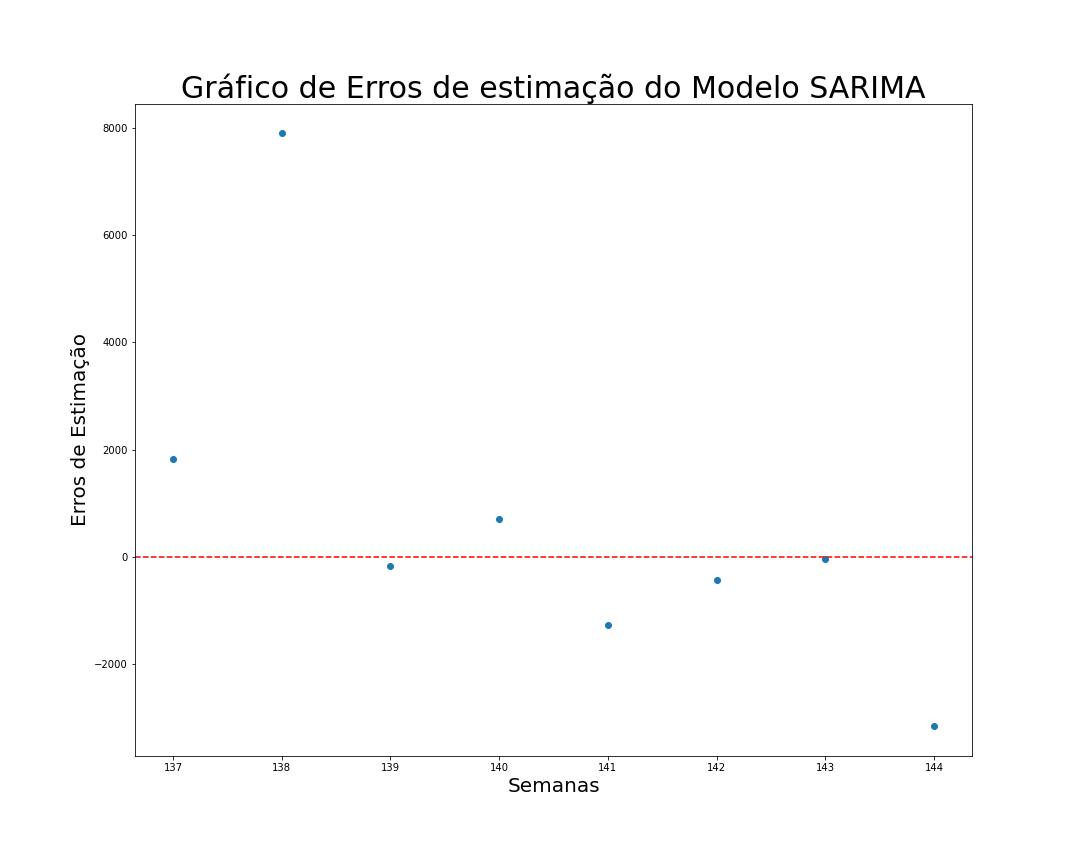 Gráfico de Erros de estimação do Modelo SARIMA
8000
6000
4000
2000
0
−2000
Erros de Estimação
137 138 139 140 141 142 143 144
Semanas